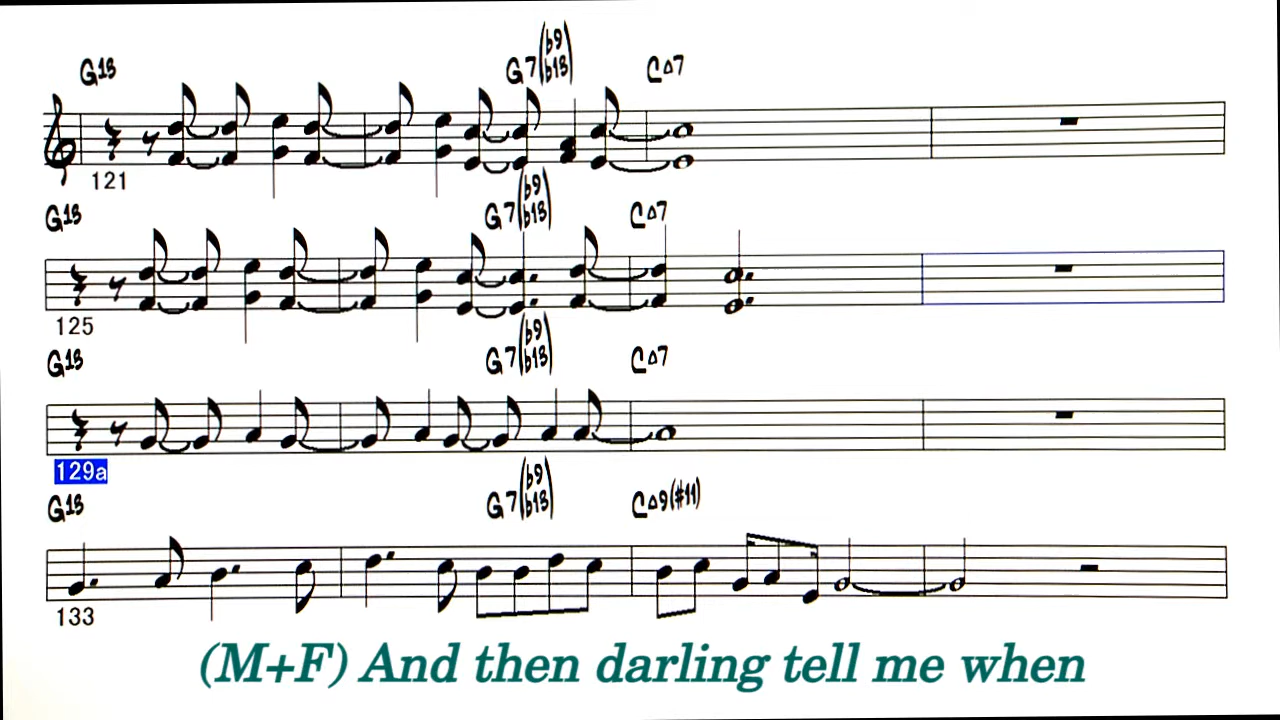 G13 G7(b9 b13) C△7
121
G13 G7(b9 b13) C△7
125
G13 G7(b9 b13) C△7
129a
G13 G7(b9 b13) C△9(#11)
133
(M+F) And then darling tell me when